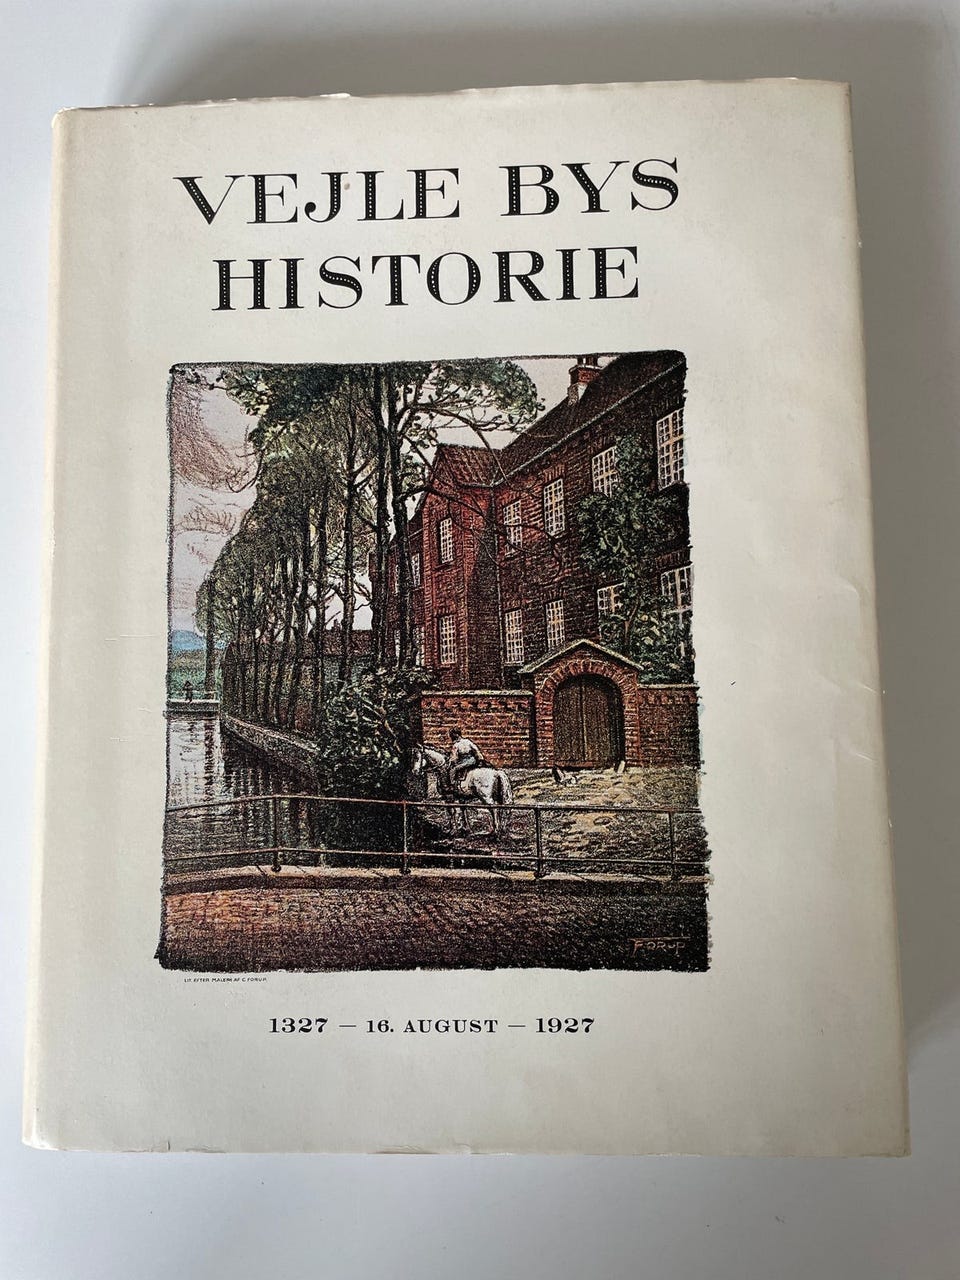 VEJLE BYS
HISTORIE
FORUP
LIT. EFTER MALERI AF C FORUP.
1327 — 16. AUGUST — 1927